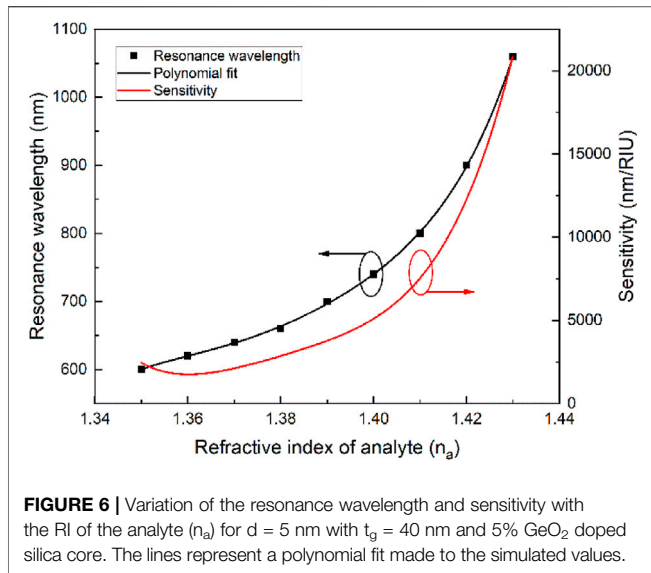 1100
1000
900
800
700
600
Resonance wavelength (nm)
Resonance wavelength
Polynomial fit
Sensitivity
20000
15000
10000
5000
0
Sensitivity (nm/RIU)
1.34 1.36 1.38 1.40 1.42 1.44
Refractive index of analyte (nₐ)
FIGURE 6 | Variation of the resonance wavelength and sensitivity with
the RI of the analyte (nₐ) for d = 5 nm with t_g = 40 nm and 5% GeO₂ doped
silica core. The lines represent a polynomial fit made to the simulated values.